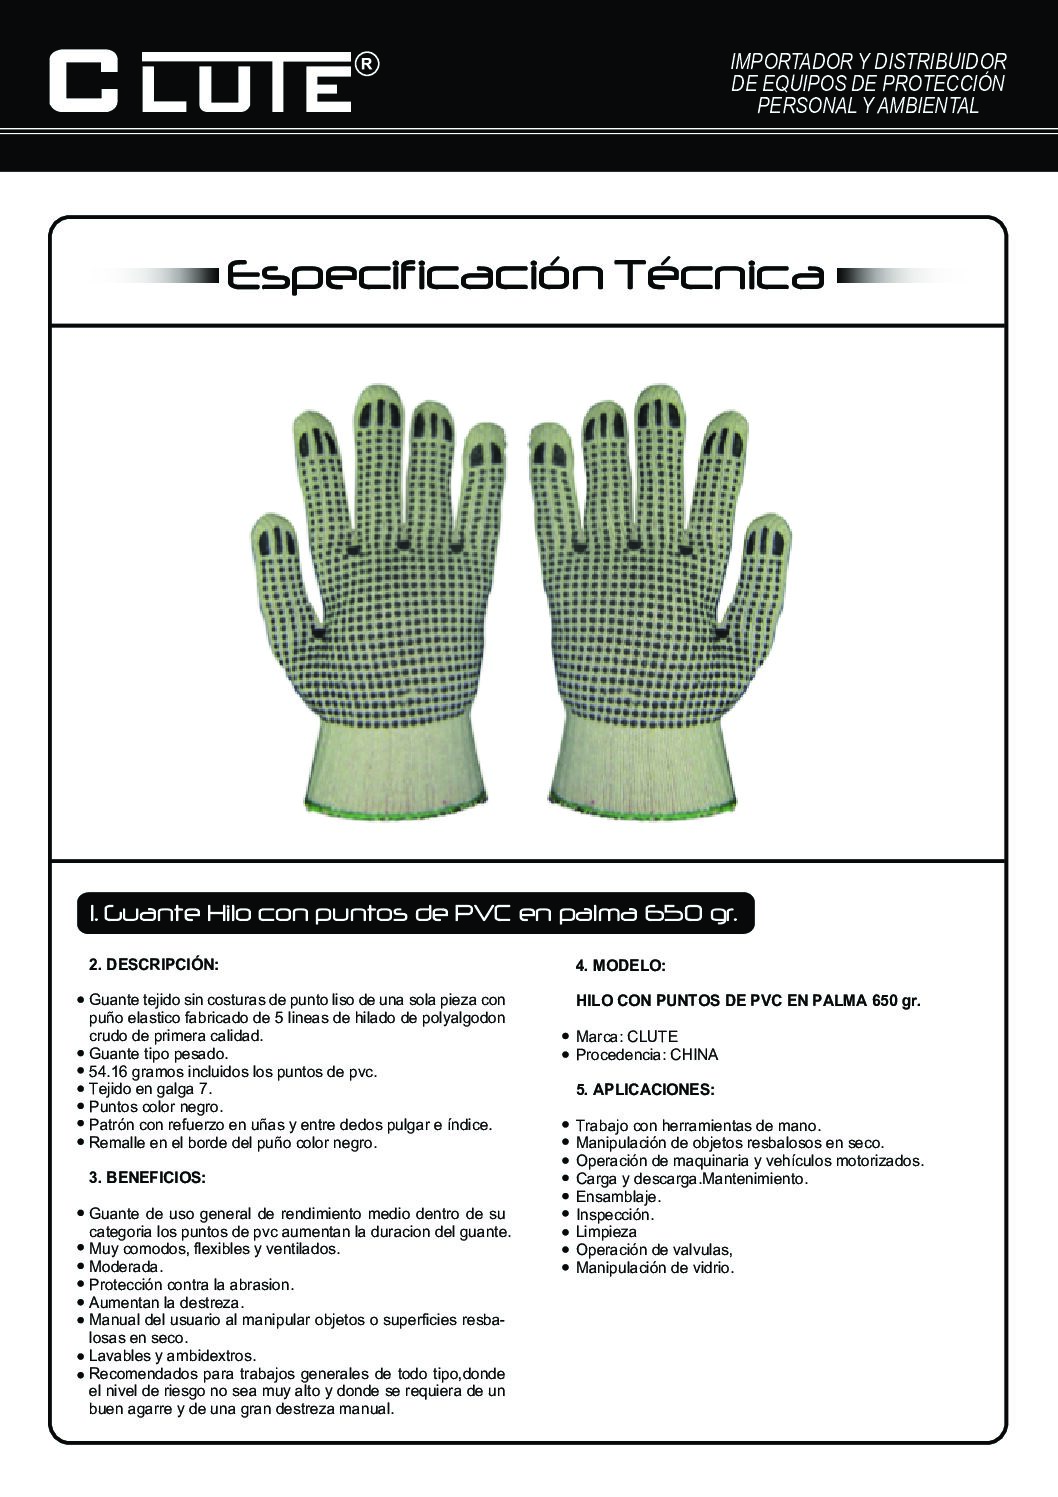 CLUTE®
IMPORTADOR Y DISTRIBUIDOR
DE EQUIPOS DE PROTECCIÓN
PERSONAL Y AMBIENTAL
Especificación Técnica
1. Guante Hilo con puntos de PVC en palma 650 gr.
2. DESCRIPCIÓN:
● Guante tejido sin costuras de punto liso de una sola pieza con
puño elastico fabricado de 5 lineas de hilado de polyalgodon
crudo de primera calidad.
● Guante tipo pesado.
● 54.16 gramos incluidos los puntos de pvc.
● Tejido en galga 7.
● Puntos color negro.
● Patrón con refuerzo en uñas y entre dedos pulgar e índice.
● Remalle en el borde del puño color negro.
3. BENEFICIOS:
● Guante de uso general de rendimiento medio dentro de su
categoria los puntos de pvc aumentan la duracion del guante.
● Muy comodos, flexibles y ventilados.
● Moderada.
● Protección contra la abrasion.
● Aumentan la destreza.
● Manual del usuario al manipular objetos o superficies resba-
losas en seco.
● Lavables y ambidextros.
● Recomendados para trabajos generales de todo tipo,donde
el nivel de riesgo no sea muy alto y donde se requiera de un
buen agarre y de una gran destreza manual.
4. MODELO:
HILO CON PUNTOS DE PVC EN PALMA 650 gr.
● Marca: CLUTE
● Procedencia: CHINA
5. APLICACIONES:
● Trabajo con herramientas de mano.
● Manipulación de objetos resbalosos en seco.
● Operación de maquinaria y vehículos motorizados.
● Carga y descarga.Mantenimiento.
● Ensamblaje.
● Inspección.
● Limpieza
● Operación de valvulas,
● Manipulación de vidrio.